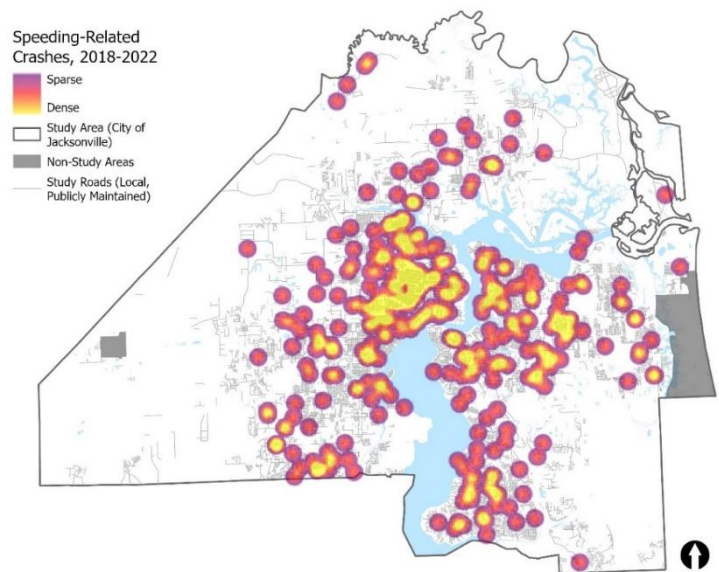 Speeding-Related
Crashes, 2018-2022
Sparse
Dense
Study Area (City of
Jacksonville)
Non-Study Areas
Study Roads (Local,
Publicly Maintained)